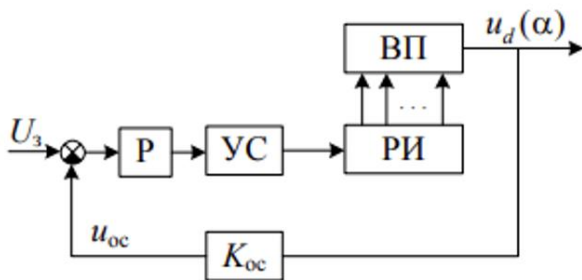 ВП
u_d(α)
. . .
U_з
Р
УС
РИ
u_ос
K_ос